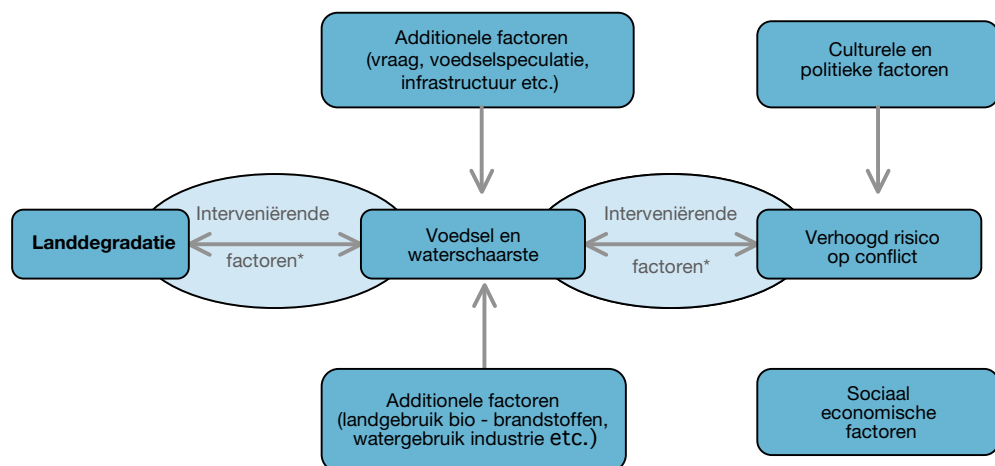 Additionele factoren
(vraag, voedselspeculatie,
infrastructuur etc.)
Culturele en
politieke factoren
Landdegradatie
Interveniërende
factoren*
Voedsel en
waterschaarste
Interveniërende
factoren*
Verhoogd risico
op conflict
Additionele factoren
(landgebruik bio - brandstoffen,
watergebruik industrie etc.)
Sociaal
economische
factoren